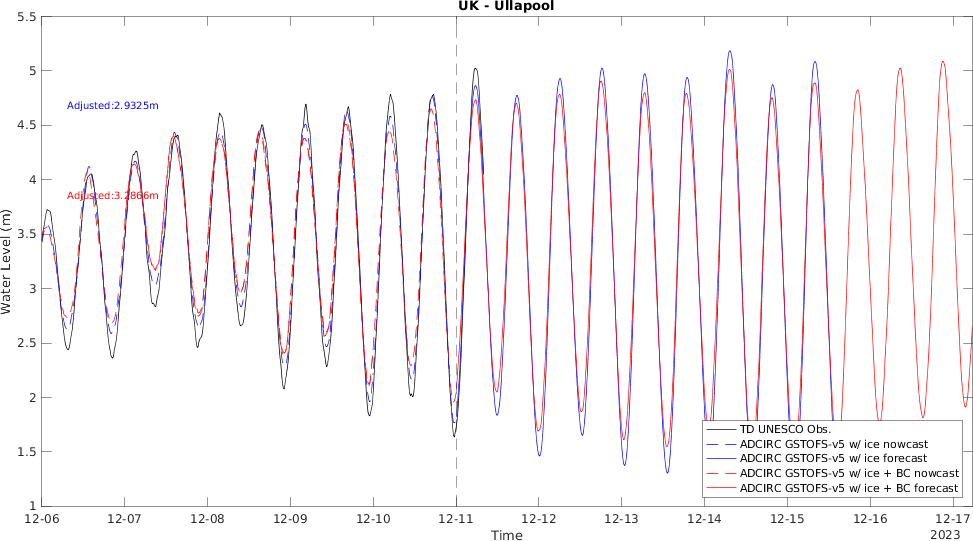 UK - Ullapool
5.5
5
4.5
4
3.5
3
2.5
2
1.5
1
Water Level (m)
Adjusted:2.9325m
Adjusted:3.2866m
TD UNESCO Obs.
ADCIRC GSTOFS-v5 w/ ice nowcast
ADCIRC GSTOFS-v5 w/ ice forecast
ADCIRC GSTOFS-v5 w/ ice + BC nowcast
ADCIRC GSTOFS-v5 w/ ice + BC forecast
12-06 12-07 12-08 12-09 12-10 12-11 12-12 12-13 12-14 12-15 12-16 12-17
2023
Time